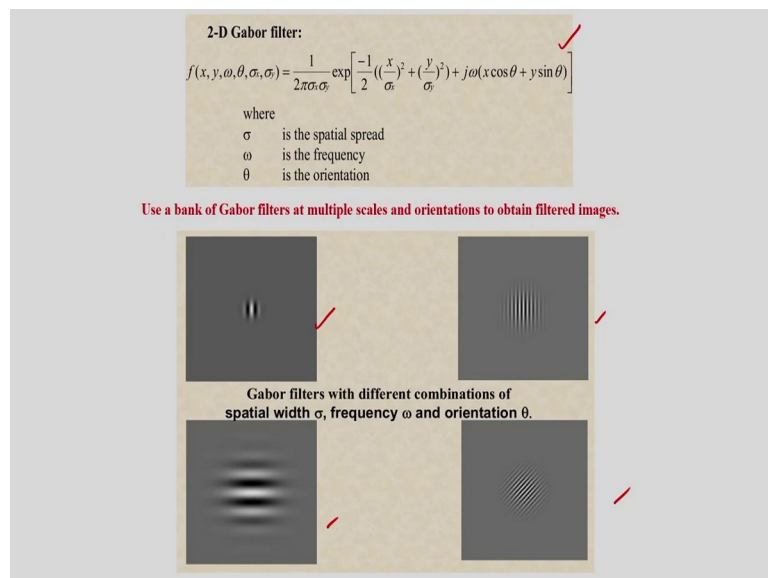 2-D Gabor filter:
f(x, y, ω, θ, σx, σy) = 1/(2πσxσy) exp[-1/2((x/σx)² + (y/σy)²) + jω(x cos θ + y sin θ)]
where
σ is the spatial spread
ω is the frequency
θ is the orientation
Use a bank of Gabor filters at multiple scales and orientations to obtain filtered images.
Gabor filters with different combinations of
spatial width σ, frequency ω and orientation θ.